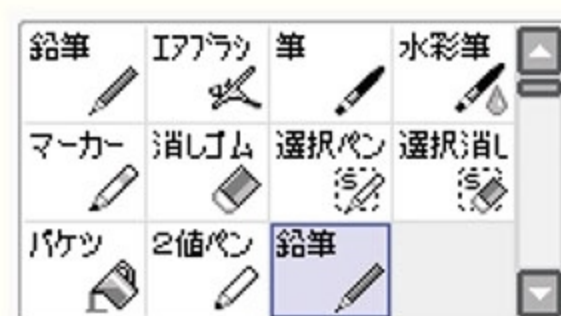 鉛筆 エアブラシ 筆 水彩筆
マーカー 消しゴム 選択ペン 選択消し
バケツ 2値ペン 鉛筆